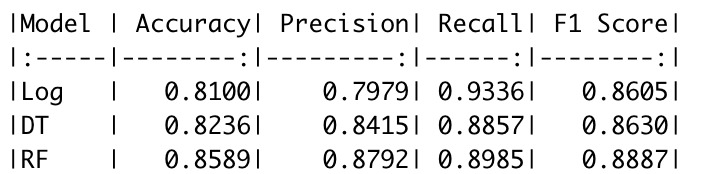 |Model | Accuracy| Precision| Recall| F1 Score|
|:-----|--------:|---------:|------:|--------:|
|Log   |   0.8100|    0.7979| 0.9336|   0.8605|
|DT    |   0.8236|    0.8415| 0.8857|   0.8630|
|RF    |   0.8589|    0.8792| 0.8985|   0.8887|